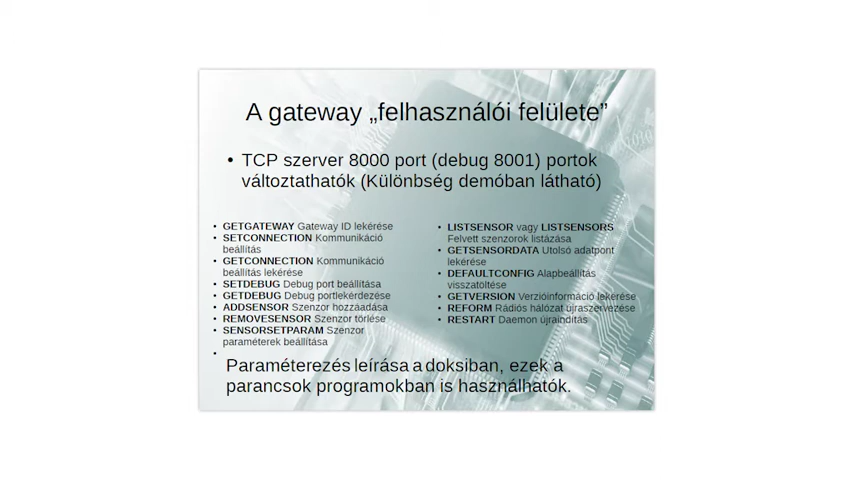 A gateway „felhasználói felülete”
• TCP szerver 8000 port (debug 8001) portok
változtathatók (Különbség demóban látható)
• GETGATEWAY Gateway ID lekérése
• SETCONNECTION Kommunikáció
beállítás
• GETCONNECTION Kommunikáció
beállítás lekérése
• SETDEBUG Debug port beállítása
• GETDEBUG Debug portlekérdezése
• ADDSENSOR Szenzor hozzáadása
• REMOVESENSOR Szenzor törlése
• SENSORSETPARAM Szenzor
paraméterek beállítása
•
• LISTSENSOR vagy LISTSENSORS
Felvett szenzorok listázása
• GETSENSORDATA Utolsó adatpont
lekérése
• DEFAULTCONFIG Alapbeállítás
visszatöltése
• GETVERSION Verzióinformáció lekérése
• REFORM Rádiós hálózat újraszervezése
• RESTART Daemon újraindítás
Paraméterezés leírása a doksiban, ezek a
parancsok programokban is használhatók.